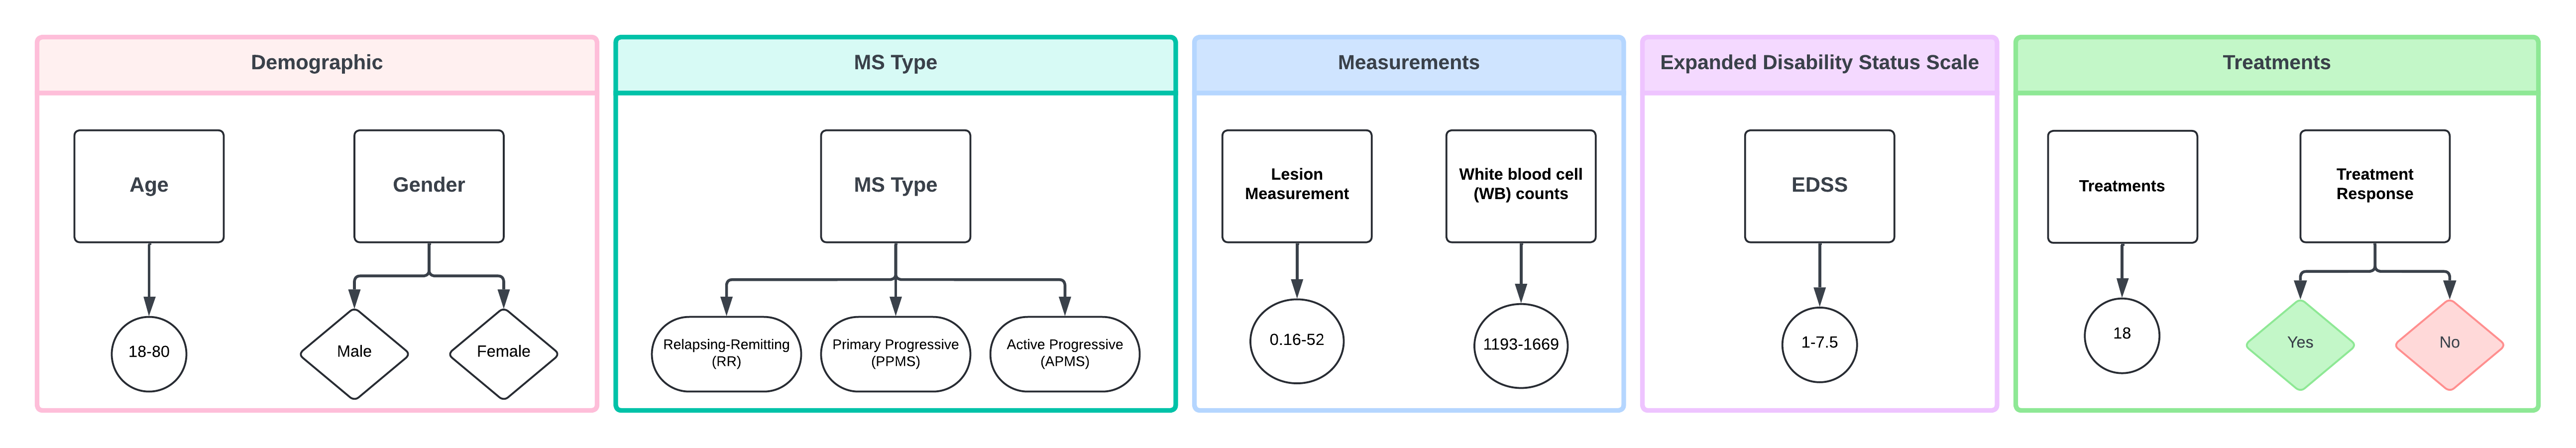 Demographic
Age
Gender
18-80
Male
Female
MS Type
MS Type
Relapsing-Remitting
(RR)
Primary Progressive
(PPMS)
Active Progressive
(APMS)
Measurements
Lesion
Measurement
White blood cell
(WB) counts
0.16-52
1193-1669
Expanded Disability Status Scale
EDSS
1-7.5
Treatments
Treatments
Treatment
Response
18
Yes
No